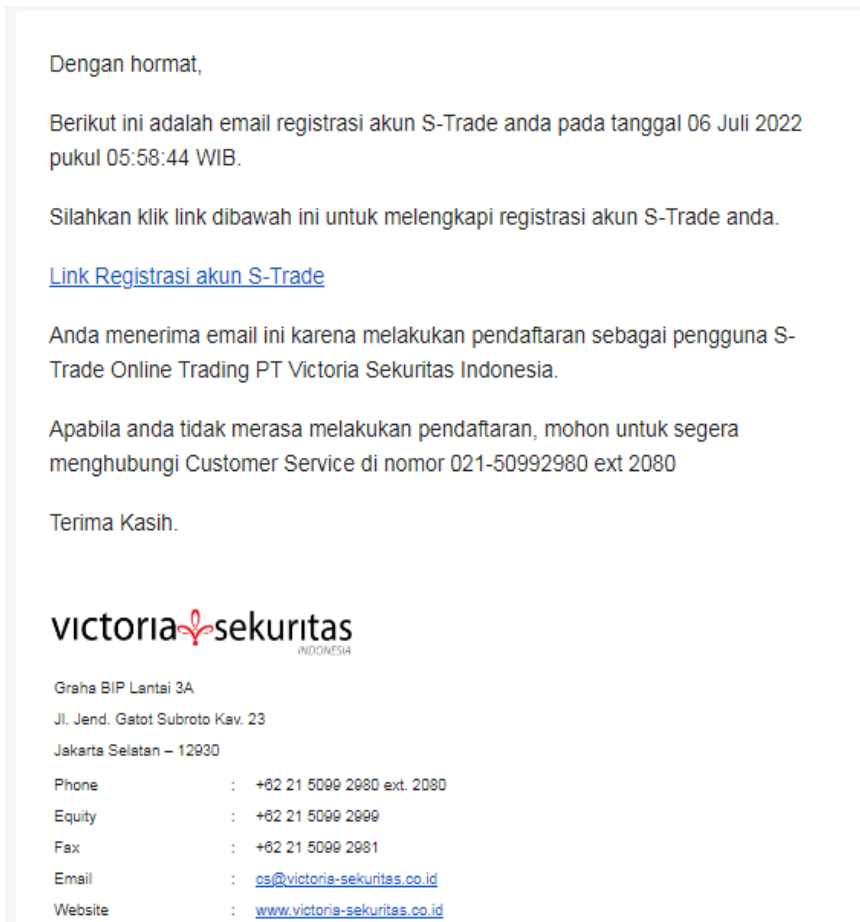 Dengan hormat,
Berikut ini adalah email registrasi akun S-Trade anda pada tanggal 06 Juli 2022
pukul 05:58:44 WIB.
Silahkan klik link dibawah ini untuk melengkapi registrasi akun S-Trade anda.
Link Registrasi akun S-Trade
Anda menerima email ini karena melakukan pendaftaran sebagai pengguna S-
Trade Online Trading PT Victoria Sekuritas Indonesia.
Apabila anda tidak merasa melakukan pendaftaran, mohon untuk segera
menghubungi Customer Service di nomor 021-50992980 ext 2080
Terima Kasih.
victoria sekuritas
INDONESIA
Graha BIP Lantai 3A
Jl. Jend. Gatot Subroto Kav. 23
Jakarta Selatan – 12930
Phone : +62 21 5099 2980 ext. 2080
Equity : +62 21 5099 2999
Fax : +62 21 5099 2981
Email : cs@victoria-sekuritas.co.id
Website : www.victoria-sekuritas.co.id